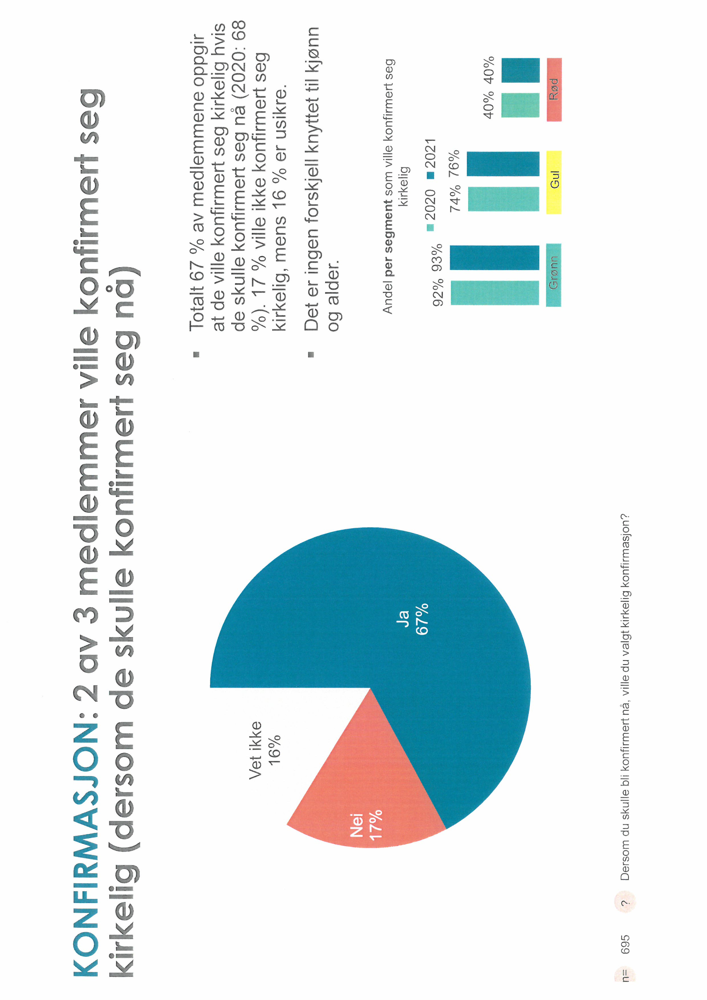 KONFIRMASJON: 2 av 3 medlemmer ville konfirmert seg
kirkelig (dersom de skulle konfirmert seg nå)
▪ Totalt 67 % av medlemmene oppgir
at de ville konfirmert seg kirkelig hvis
de skulle konfirmert seg nå (2020: 68
%). 17 % ville ikke konfirmert seg
kirkelig, mens 16 % er usikre.
▪ Det er ingen forskjell knyttet til kjønn
og alder.
Vet ikke
16%
Nei
17%
Ja
67%
Andel per segment som ville konfirmert seg
kirkelig
2020 2021
92% 93%
74% 76%
40% 40%
Grønn
Gul
Rød
n= 695 ? Dersom du skulle bli konfirmert nå, ville du valgt kirkelig konfirmasjon?